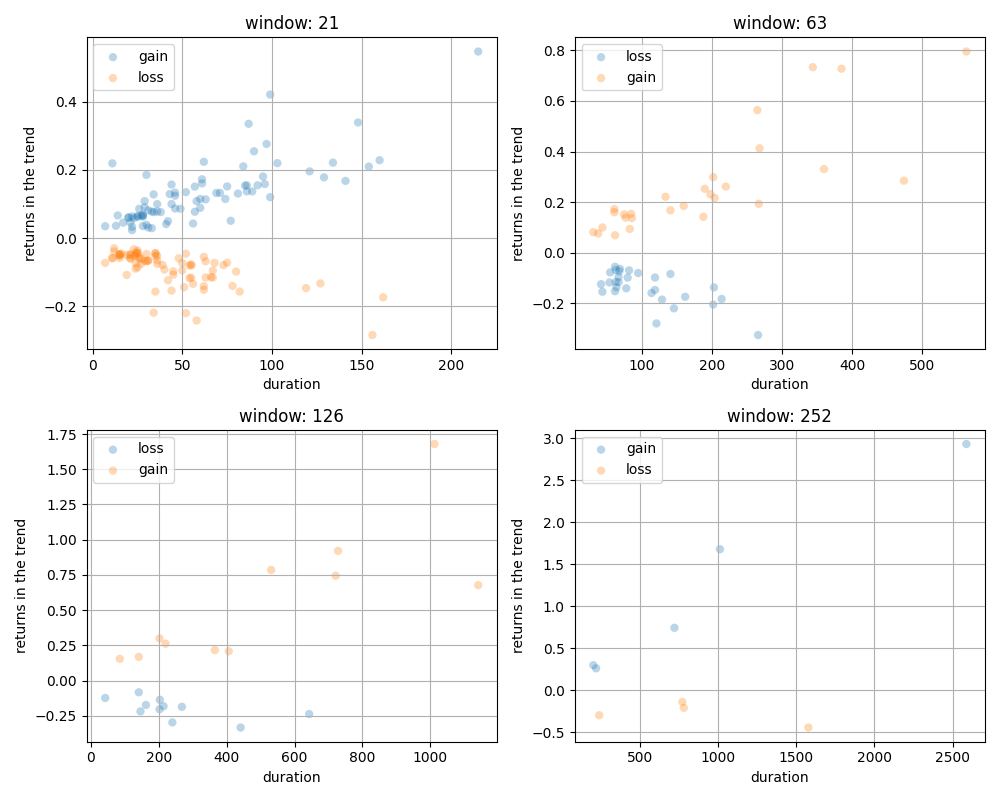 window: 21
gain
loss
0.4
0.2
0.0
−0.2
returns in the trend
0
50
100
150
200
duration
window: 63
loss
gain
0.8
0.6
0.4
0.2
0.0
−0.2
returns in the trend
100
200
300
400
500
duration
window: 126
loss
gain
1.75
1.50
1.25
1.00
0.75
0.50
0.25
0.00
−0.25
returns in the trend
0
200
400
600
800
1000
duration
window: 252
gain
loss
3.0
2.5
2.0
1.5
1.0
0.5
0.0
−0.5
returns in the trend
500
1000
1500
2000
2500
duration